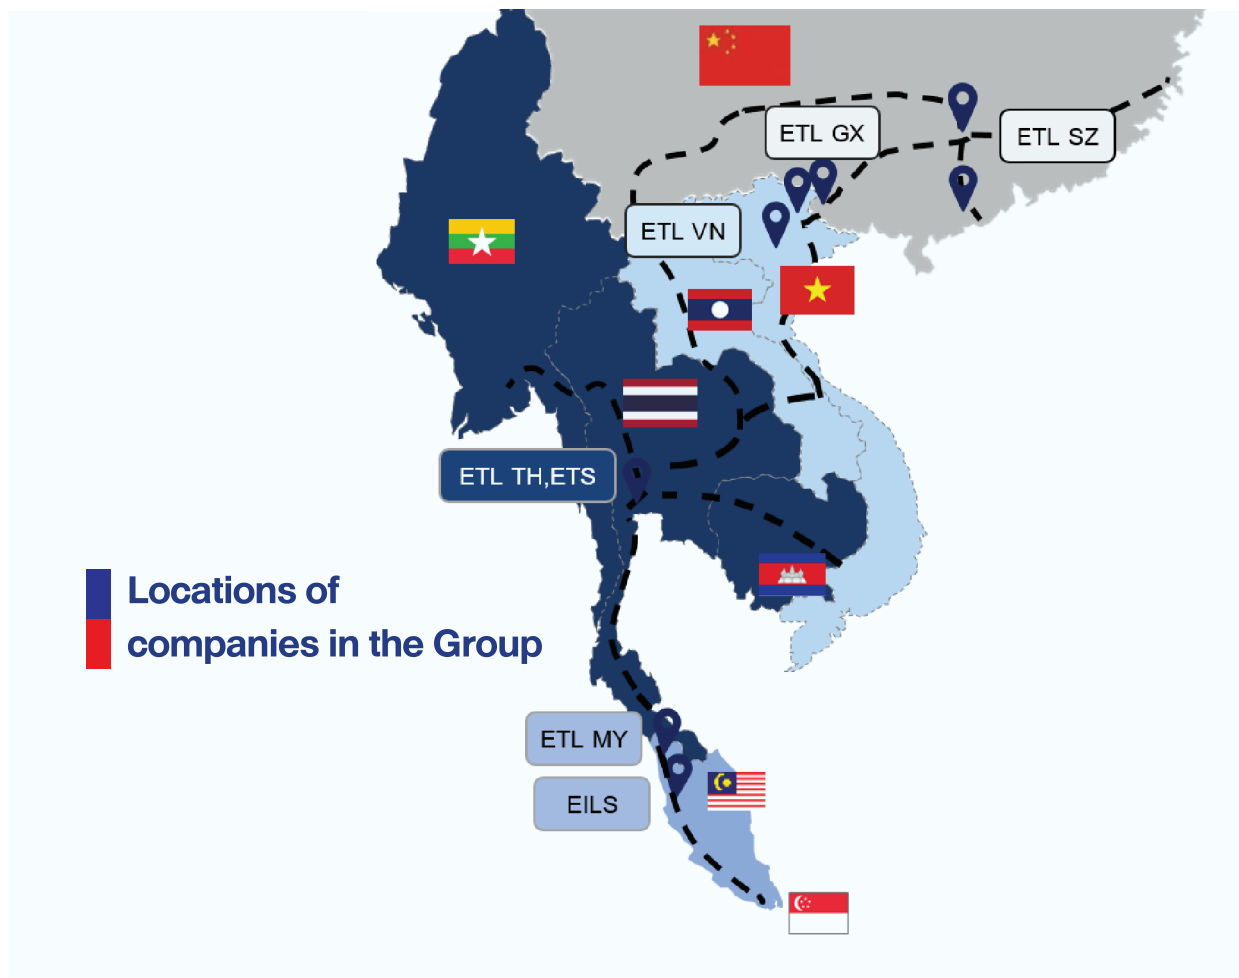 ETL GX
ETL SZ
ETL VN
ETL TH,ETS
Locations of
companies in the Group
ETL MY
EILS